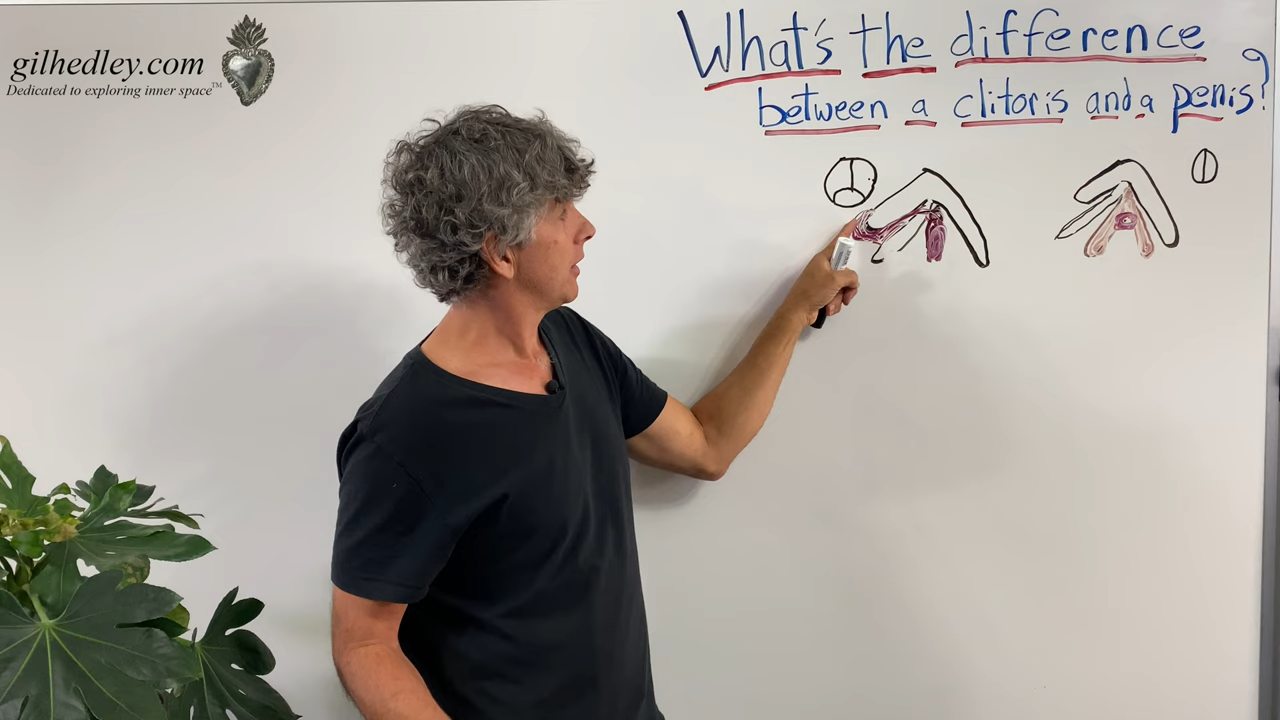 gilhedley.com
Dedicated to exploring inner space™
What's the difference
between a clitoris and a penis?